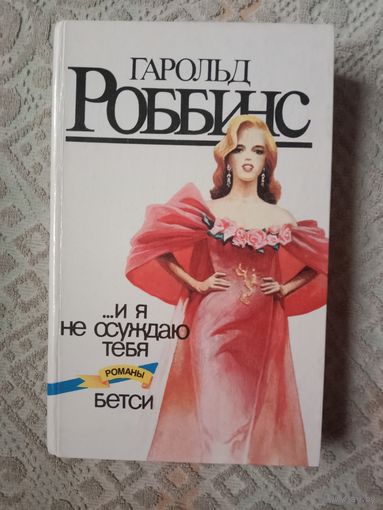 ГАРОЛЬД
РОББИНС
...И Я
НЕ ОСУЖДАЮ
ТЕБЯ
РОМАНЫ
БЕТСИ